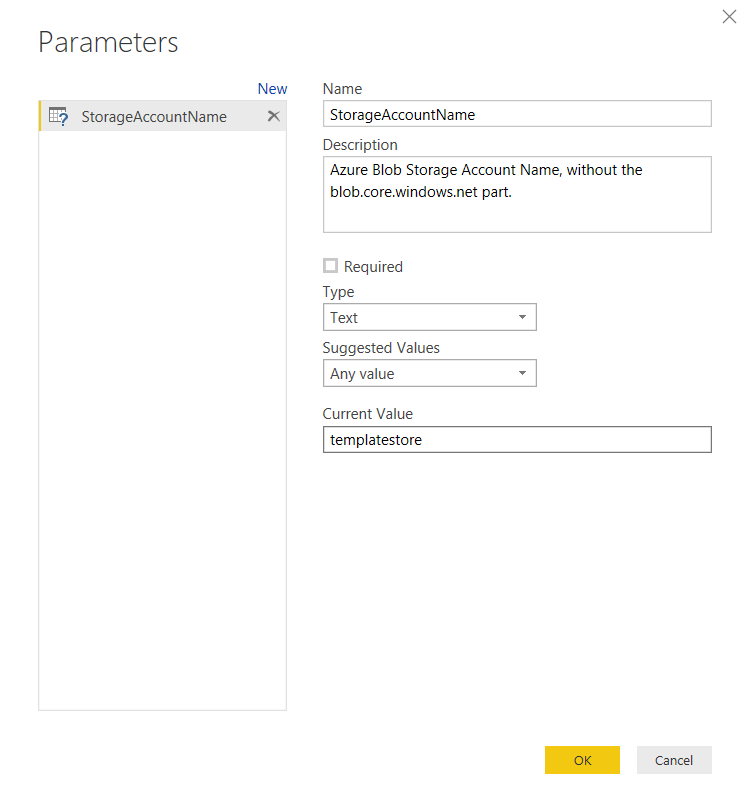 Parameters
New
StorageAccountName
Name
StorageAccountName
Description
Azure Blob Storage Account Name, without the
blob.core.windows.net part.
Required
Type
Text
Suggested Values
Any value
Current Value
templatestore
OK
Cancel